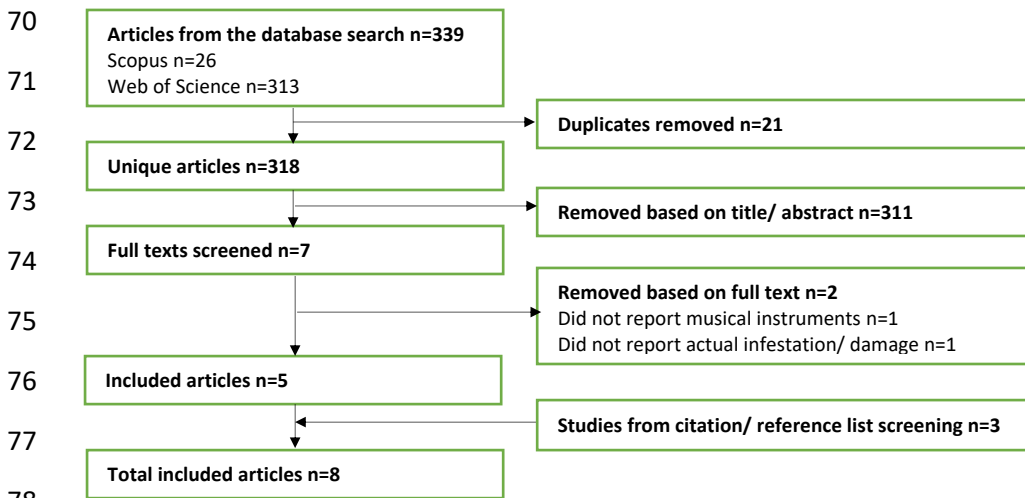 70
Articles from the database search n=339
Scopus n=26
71
Web of Science n=313
Duplicates removed n=21
72
Unique articles n=318
73
Removed based on title/ abstract n=311
Full texts screened n=7
74
Removed based on full text n=2
75
Did not report musical instruments n=1
Did not report actual infestation/ damage n=1
76
Included articles n=5
77
Studies from citation/ reference list screening n=3
Total included articles n=8
78